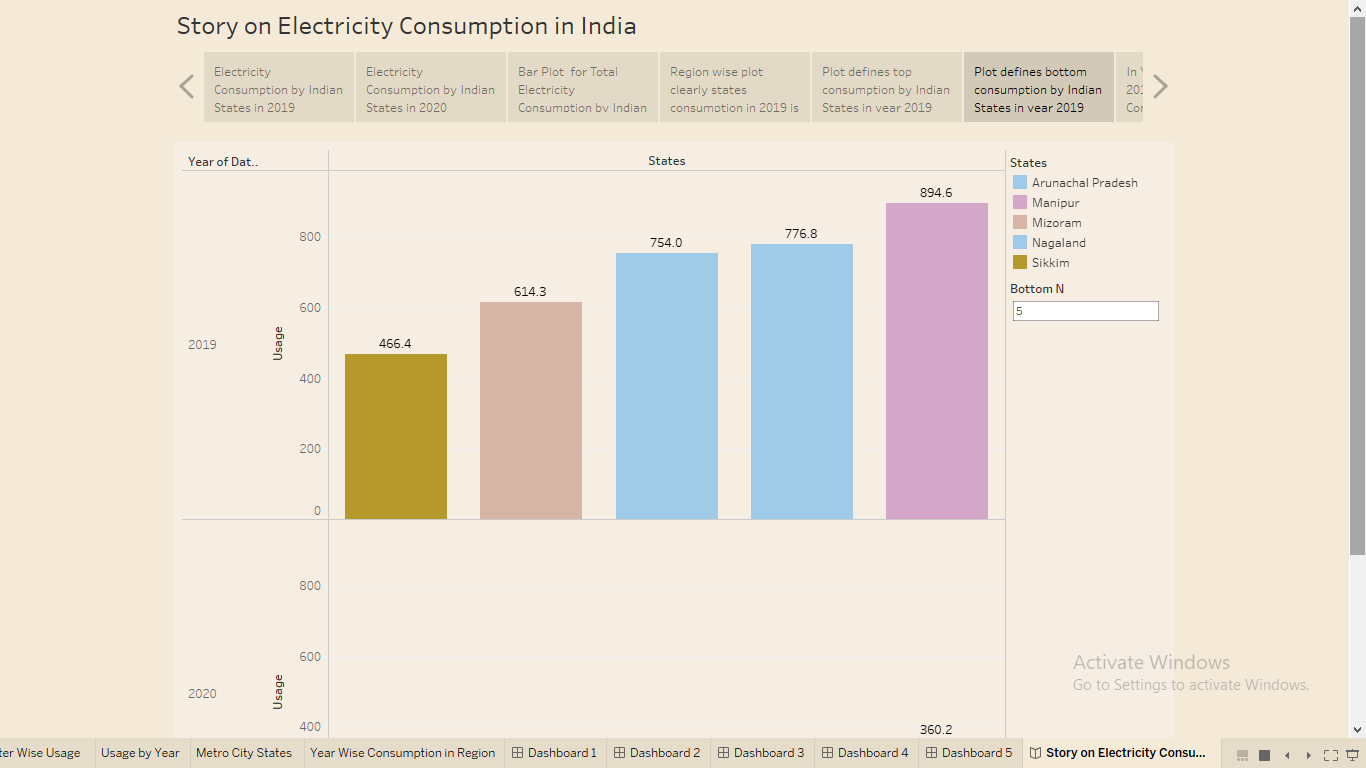 Story on Electricity Consumption in India
Electricity
Consumption by Indian
States in 2019
Electricity
Consumption by Indian
States in 2020
Bar Plot for Total
Electricity
Consumption by Indian
Region wise plot
clearly states
consumption in 2019 is
Plot defines top
consumption by Indian
States in year 2019
Plot defines bottom
consumption by Indian
States in year 2019
In
201
Cor
Year of Dat..
States
894.6
776.8
754.0
614.3
466.4
800
600
400
200
0
2019
Usage
800
600
400
2020
Usage
360.2
States
Arunachal Pradesh
Manipur
Mizoram
Nagaland
Sikkim
Bottom N
5
Activate Windows
Go to Settings to activate Windows.
ter Wise Usage
Usage by Year
Metro City States
Year Wise Consumption in Region
Dashboard 1
Dashboard 2
Dashboard 3
Dashboard 4
Dashboard 5
Story on Electricity Consu...